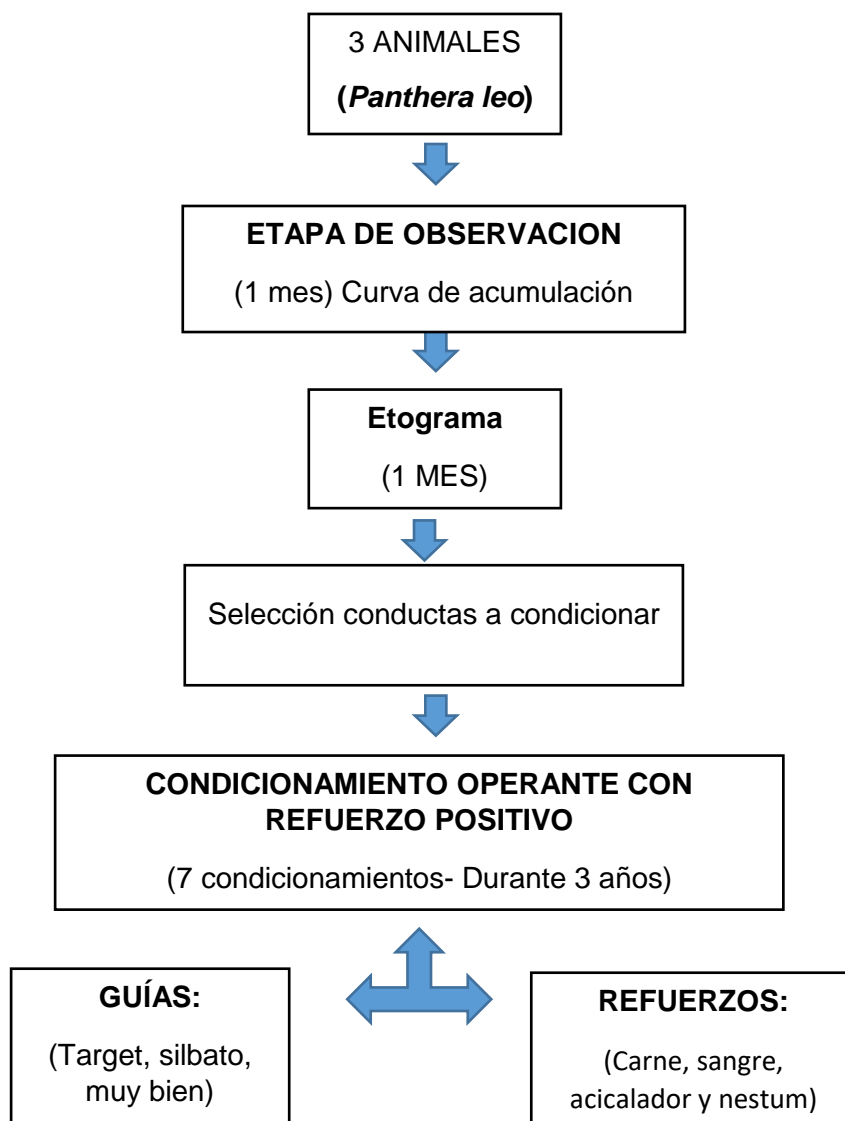 3 ANIMALES
(Panthera leo)
ETAPA DE OBSERVACION
(1 mes) Curva de acumulación
Etograma
(1 MES)
Selección conductas a condicionar
CONDICIONAMIENTO OPERANTE CON
REFUERZO POSITIVO
(7 condicionamientos- Durante 3 años)
GUÍAS:
(Target, silbato,
muy bien)
REFUERZOS:
(Carne, sangre,
acicalador y nestum)